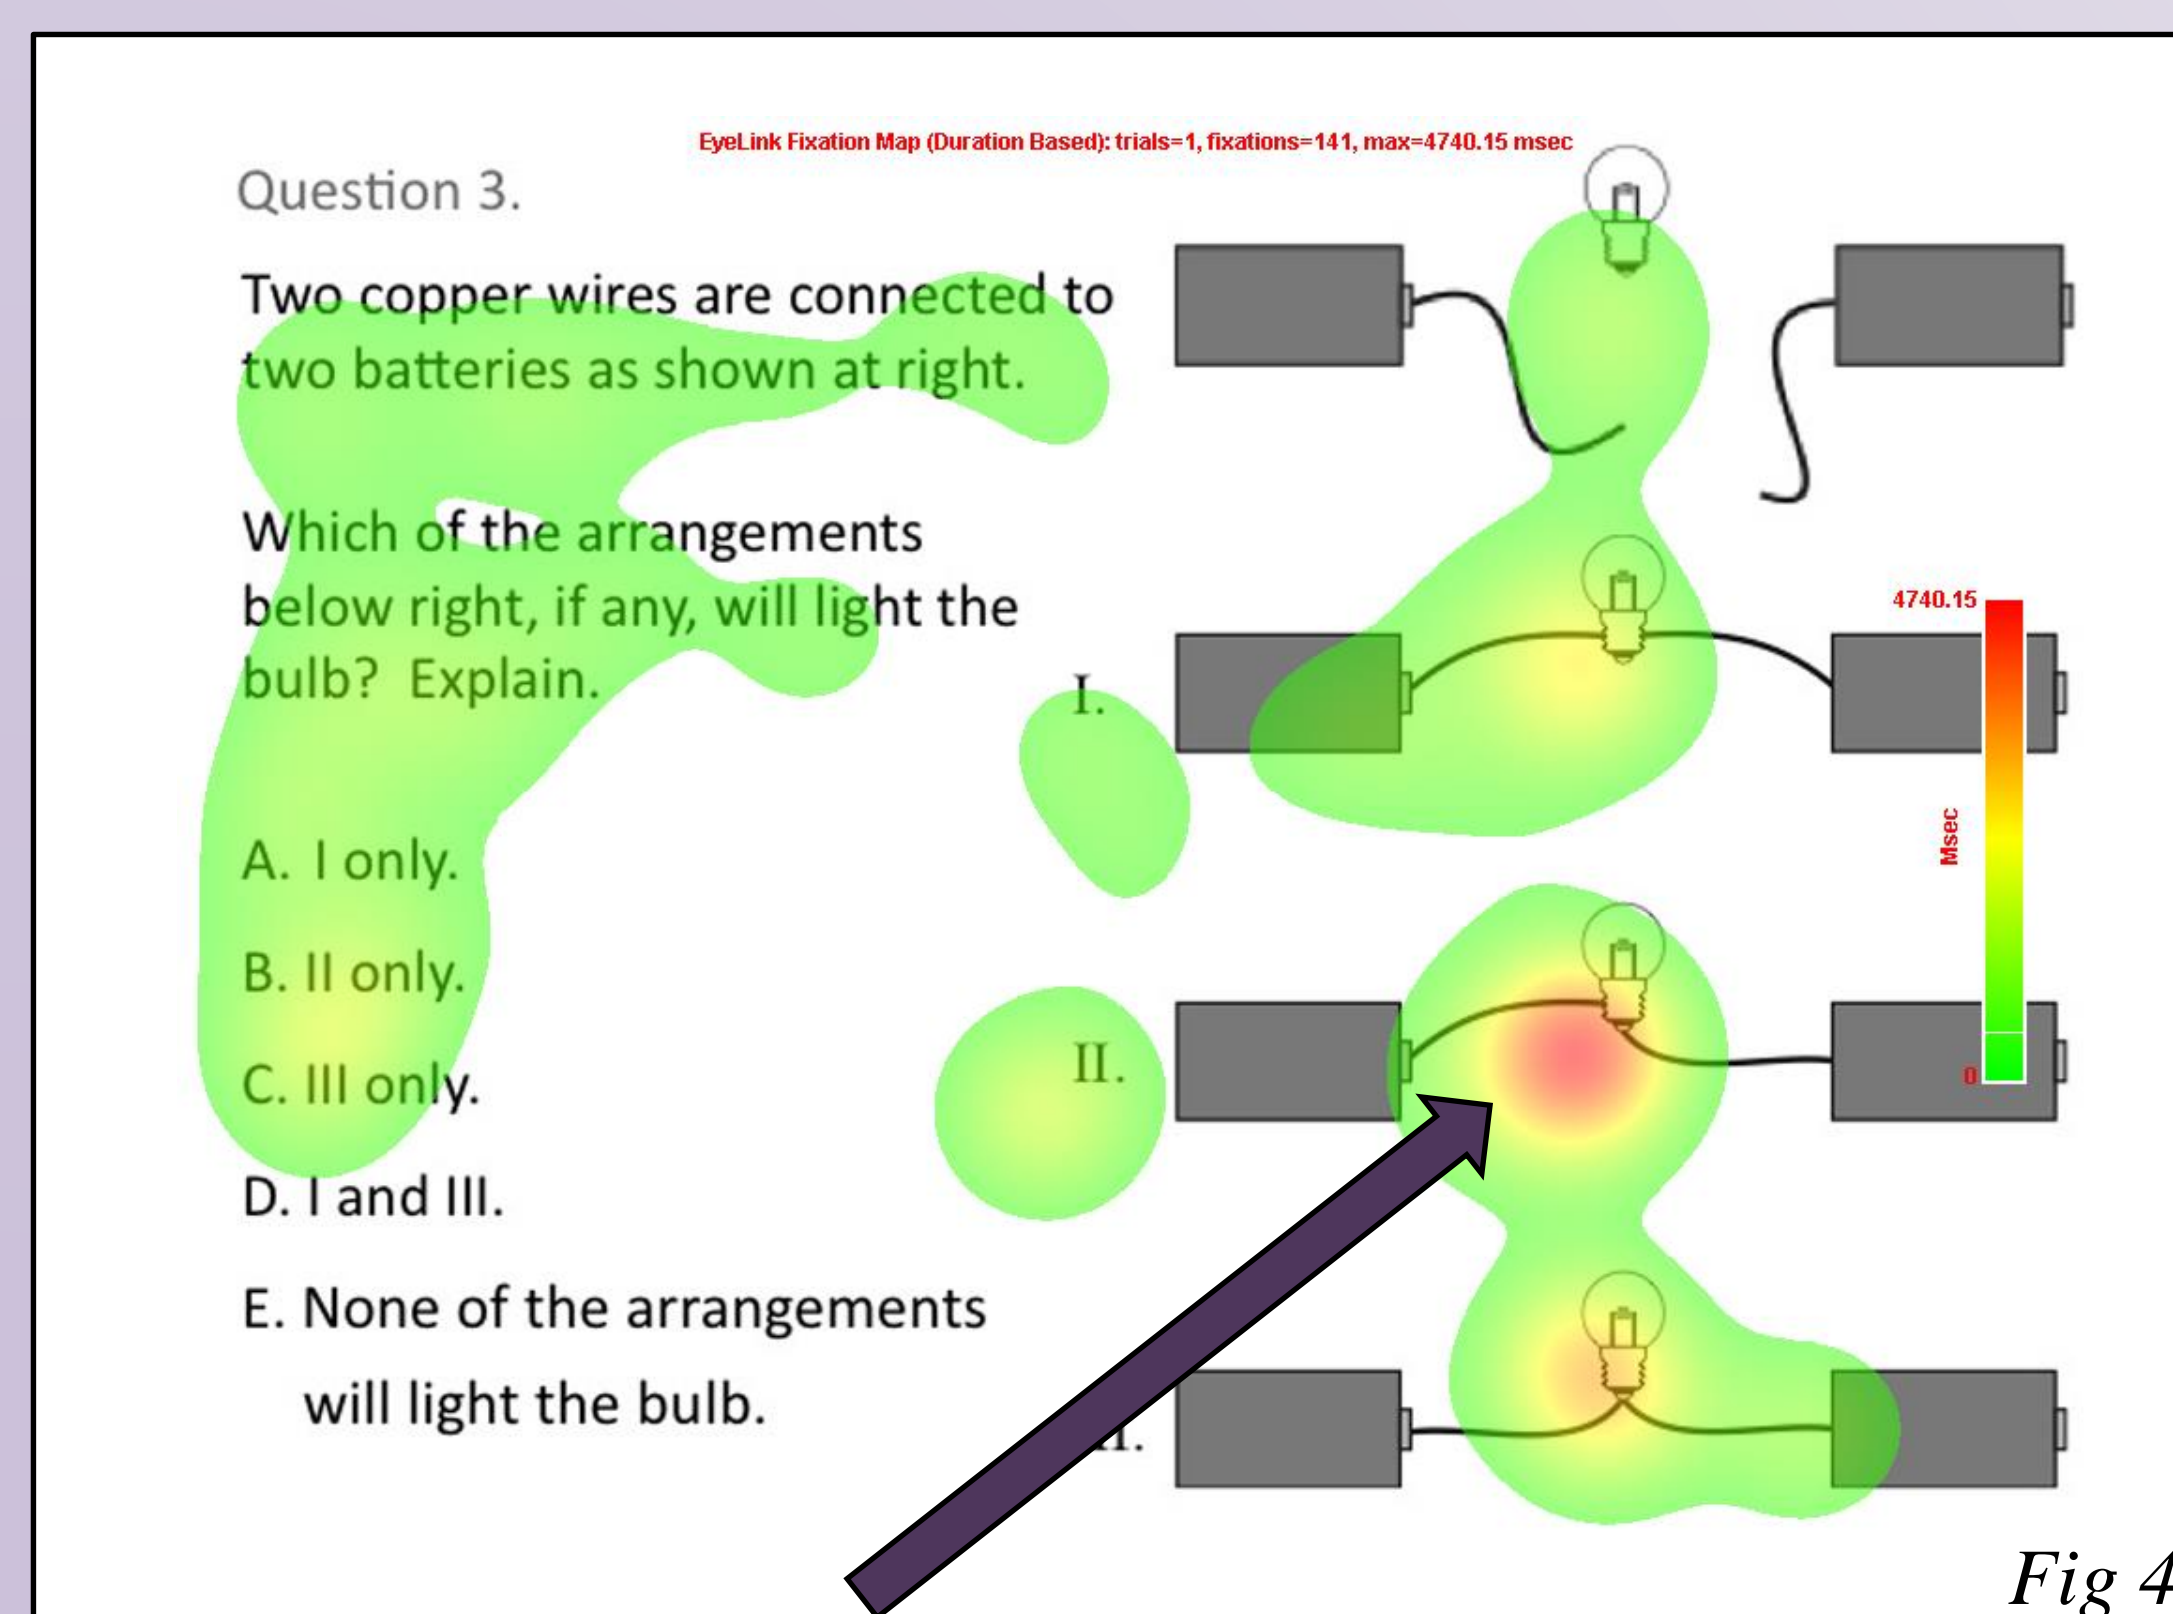 EyeLink Fixation Map (Duration Based): trials=1, fixations=141, max=4740.15 msec
Question 3.
Two copper wires are connected to
two batteries as shown at right.
Which of the arrangements
below right, if any, will light the
bulb? Explain.
A. I only.
B. II only.
C. III only.
D. I and III.
E. None of the arrangements
will light the bulb.
I.
II.
4740.15
Msec
0
Fig 4